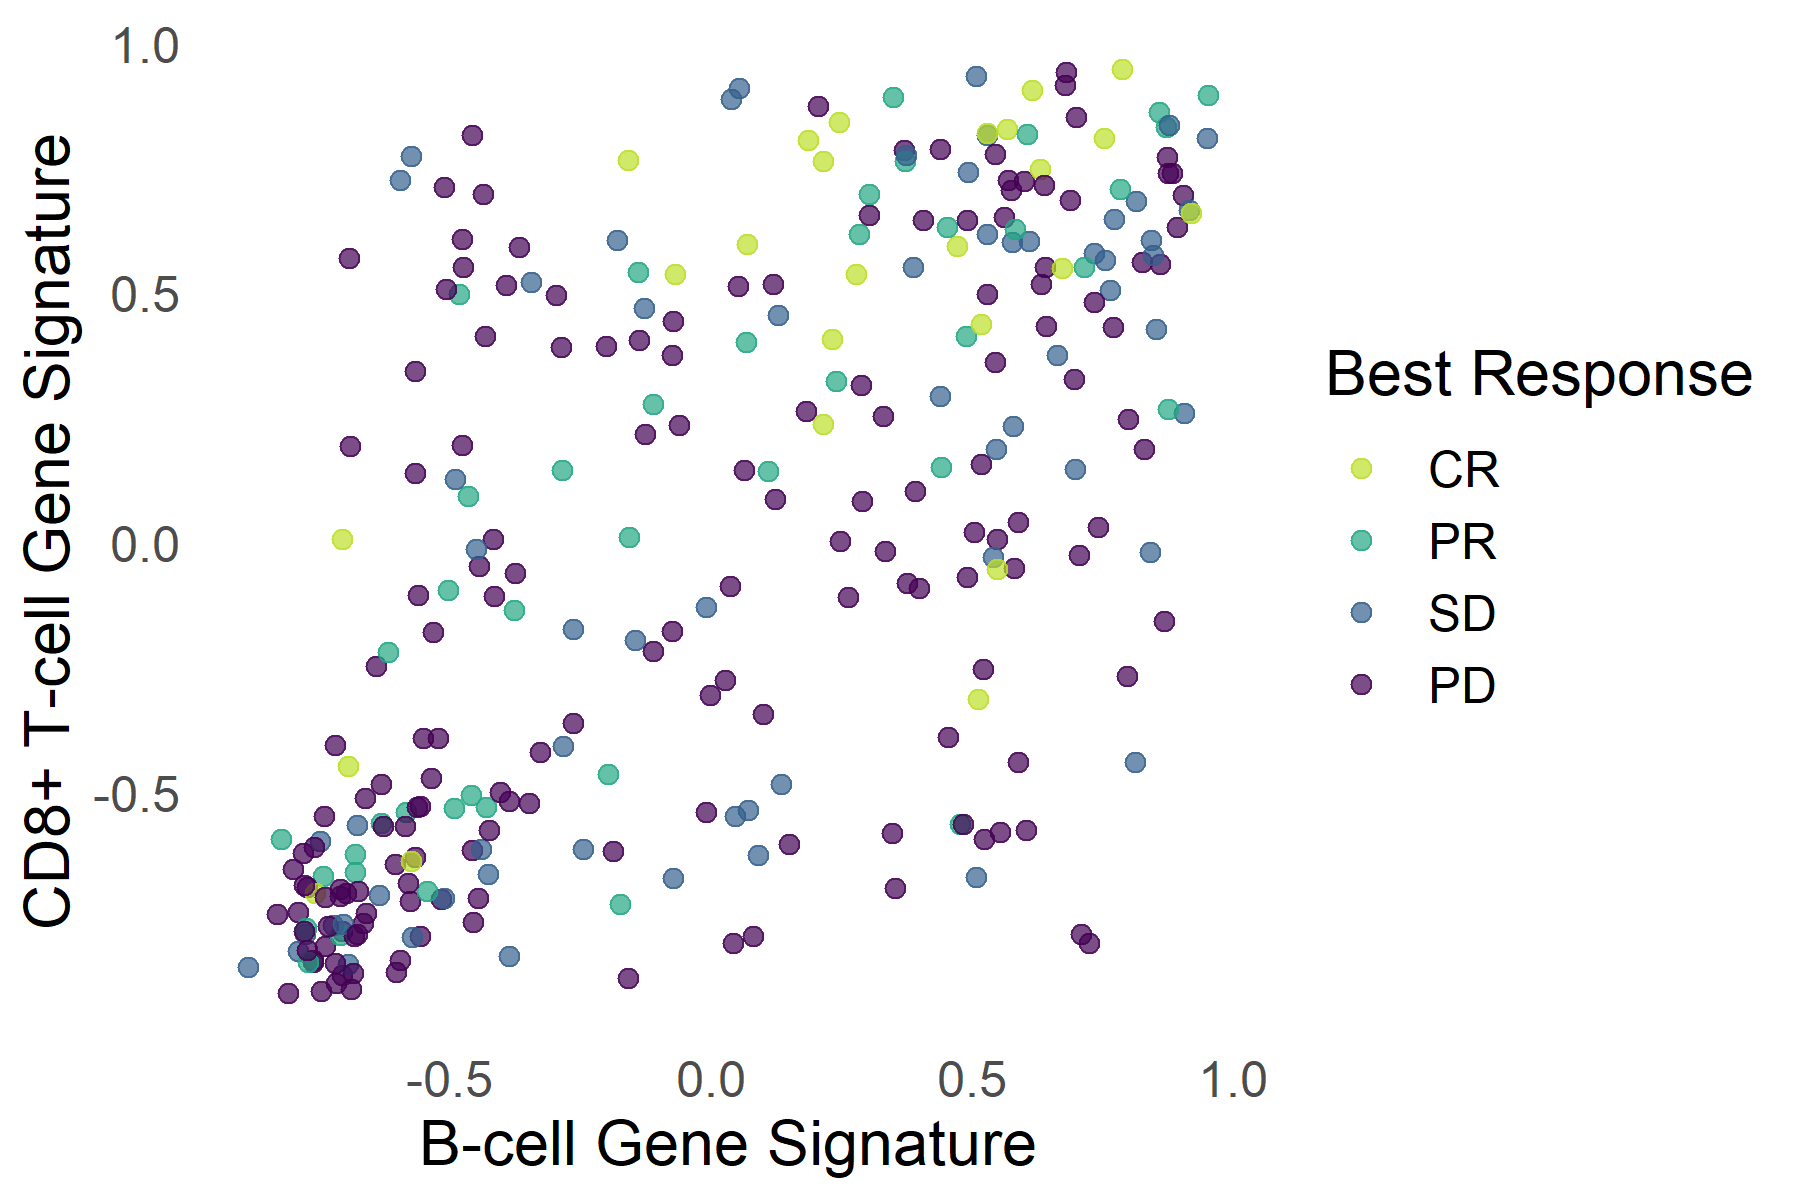 1.0
0.5
0.0
-0.5
CD8+ T-cell Gene Signature
-0.5 0.0 0.5 1.0
B-cell Gene Signature
Best Response
CR
PR
SD
PD